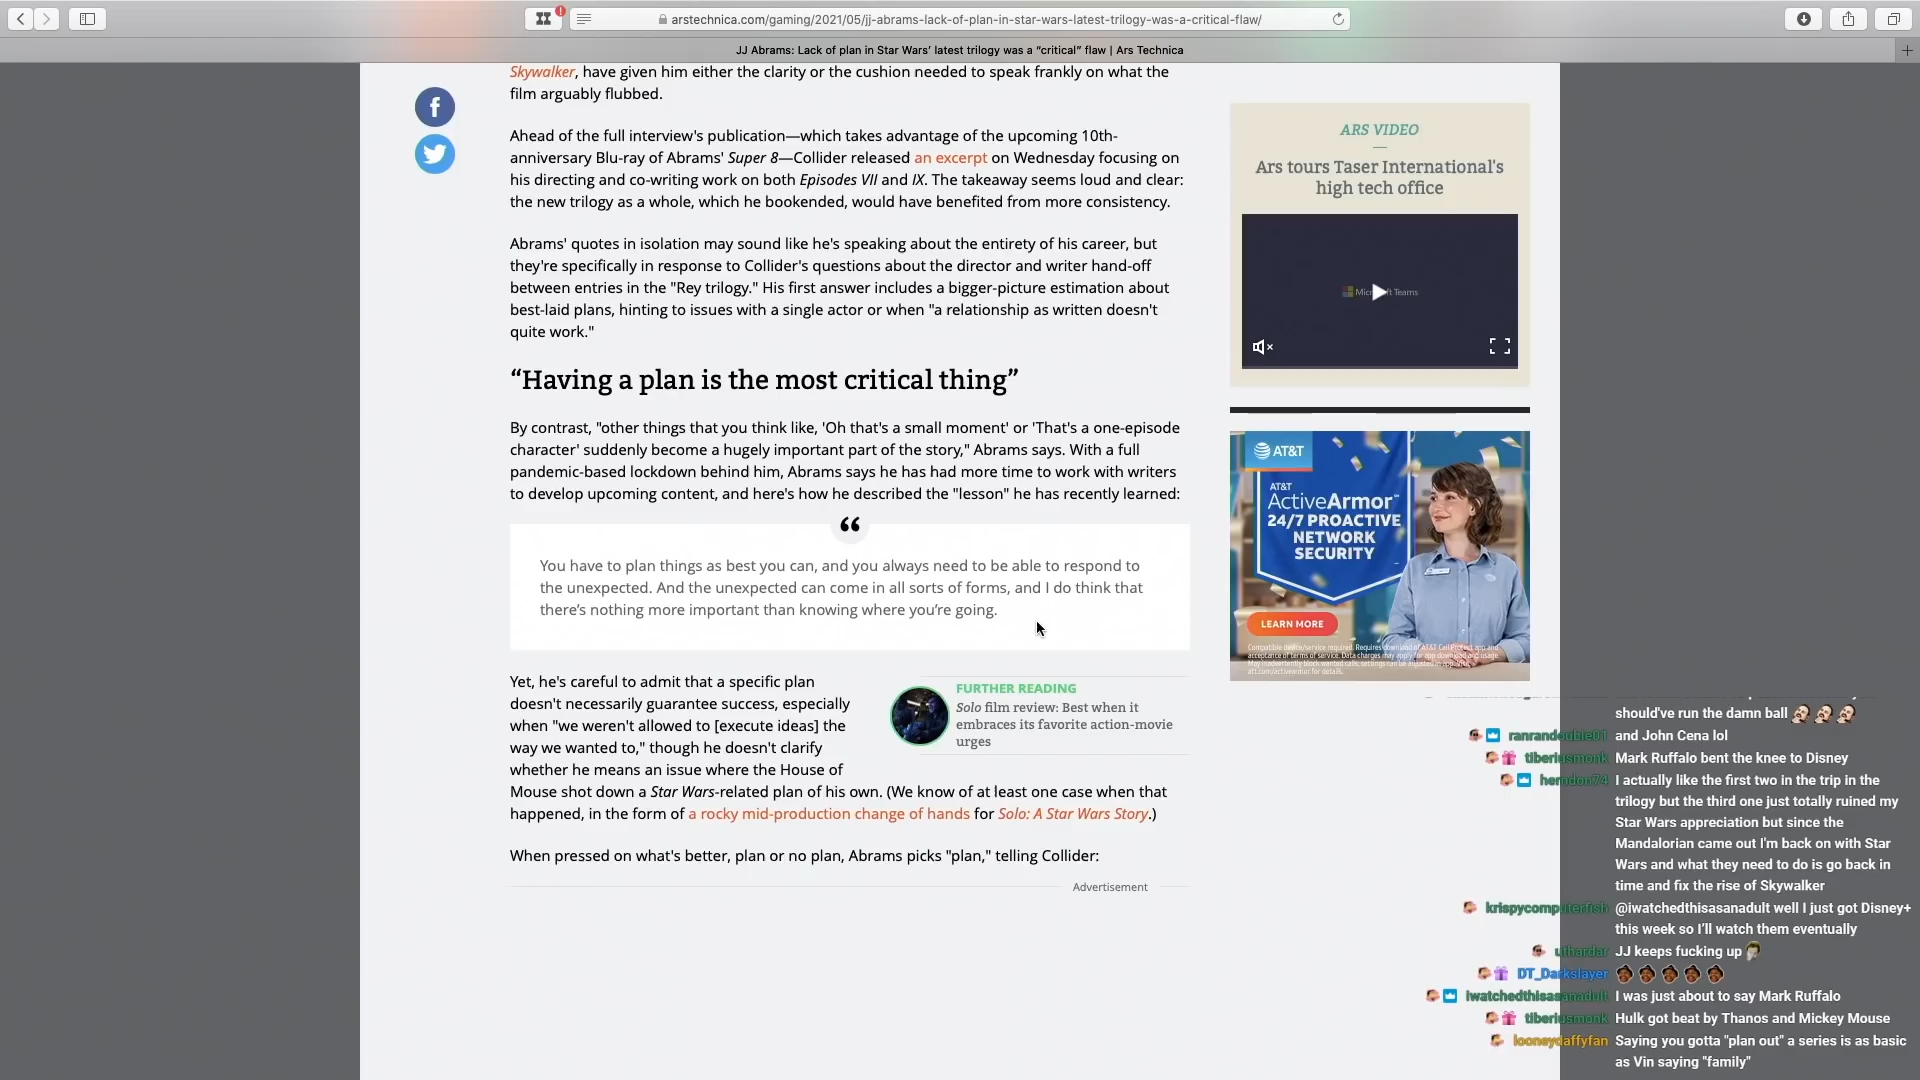 arstechnica.com/gaming/2021/05/jj-abrams-lack-of-plan-in-star-wars-latest-trilogy-was-a-critical-flaw/
JJ Abrams: Lack of plan in Star Wars' latest trilogy was a "critical" flaw | Ars Technica
Skywalker, have given him either the clarity or the cushion needed to speak frankly on what the
film arguably flubbed.
Ahead of the full interview's publication—which takes advantage of the upcoming 10th-
anniversary Blu-ray of Abrams' Super 8—Collider released an excerpt on Wednesday focusing on
his directing and co-writing work on both Episodes VII and IX. The takeaway seems loud and clear:
the new trilogy as a whole, which he bookended, would have benefited from more consistency.
Abrams' quotes in isolation may sound like he's speaking about the entirety of his career, but
they're specifically in response to Collider's questions about the director and writer hand-off
between entries in the "Rey trilogy." His first answer includes a bigger-picture estimation about
best-laid plans, hinting to issues with a single actor or when "a relationship as written doesn't
quite work."
“Having a plan is the most critical thing”
By contrast, "other things that you think like, 'Oh that's a small moment' or 'That's a one-episode
character' suddenly become a hugely important part of the story," Abrams says. With a full
pandemic-based lockdown behind him, Abrams says he has had more time to work with writers
to develop upcoming content, and here's how he described the "lesson" he has recently learned:
“
You have to plan things as best you can, and you always need to be able to respond to
the unexpected. And the unexpected can come in all sorts of forms, and I do think that
there’s nothing more important than knowing where you’re going.
Yet, he's careful to admit that a specific plan
doesn't necessarily guarantee success, especially
when "we weren't allowed to [execute ideas] the
way we wanted to," though he doesn't clarify
whether he means an issue where the House of
Mouse shot down a Star Wars-related plan of his own. (We know of at least one case when that
happened, in the form of a rocky mid-production change of hands for Solo: A Star Wars Story.)
FURTHER READING
Solo film review: Best when it
embraces its favorite action-movie
urges
When pressed on what's better, plan or no plan, Abrams picks "plan," telling Collider:
Advertisement
ARS VIDEO
Ars tours Taser International's
high tech office
Teams
AT&T
AT&T
ActiveArmor
24/7 PROACTIVE
NETWORK
SECURITY
LEARN MORE
should've run the damn ball
ranrandouble01 and John Cena lol
tiberiusmonk Mark Ruffalo bent the knee to Disney
herndon74 I actually like the first two in the trip in the
trilogy but the third one just totally ruined my
Star Wars appreciation but since the
Mandalorian came out I'm back on with Star
Wars and what they need to do is go back in
time and fix the rise of Skywalker
krispycomputerfish @iwatchedthisasanadult well I just got Disney+
this week so I'll watch them eventually
uthardar JJ keeps fucking up
DT_Darkslayer
iwatchedthisasanadult I was just about to say Mark Ruffalo
tiberiusmonk Hulk got beat by Thanos and Mickey Mouse
looneydaffyfan Saying you gotta "plan out" a series is as basic
as Vin saying "family"